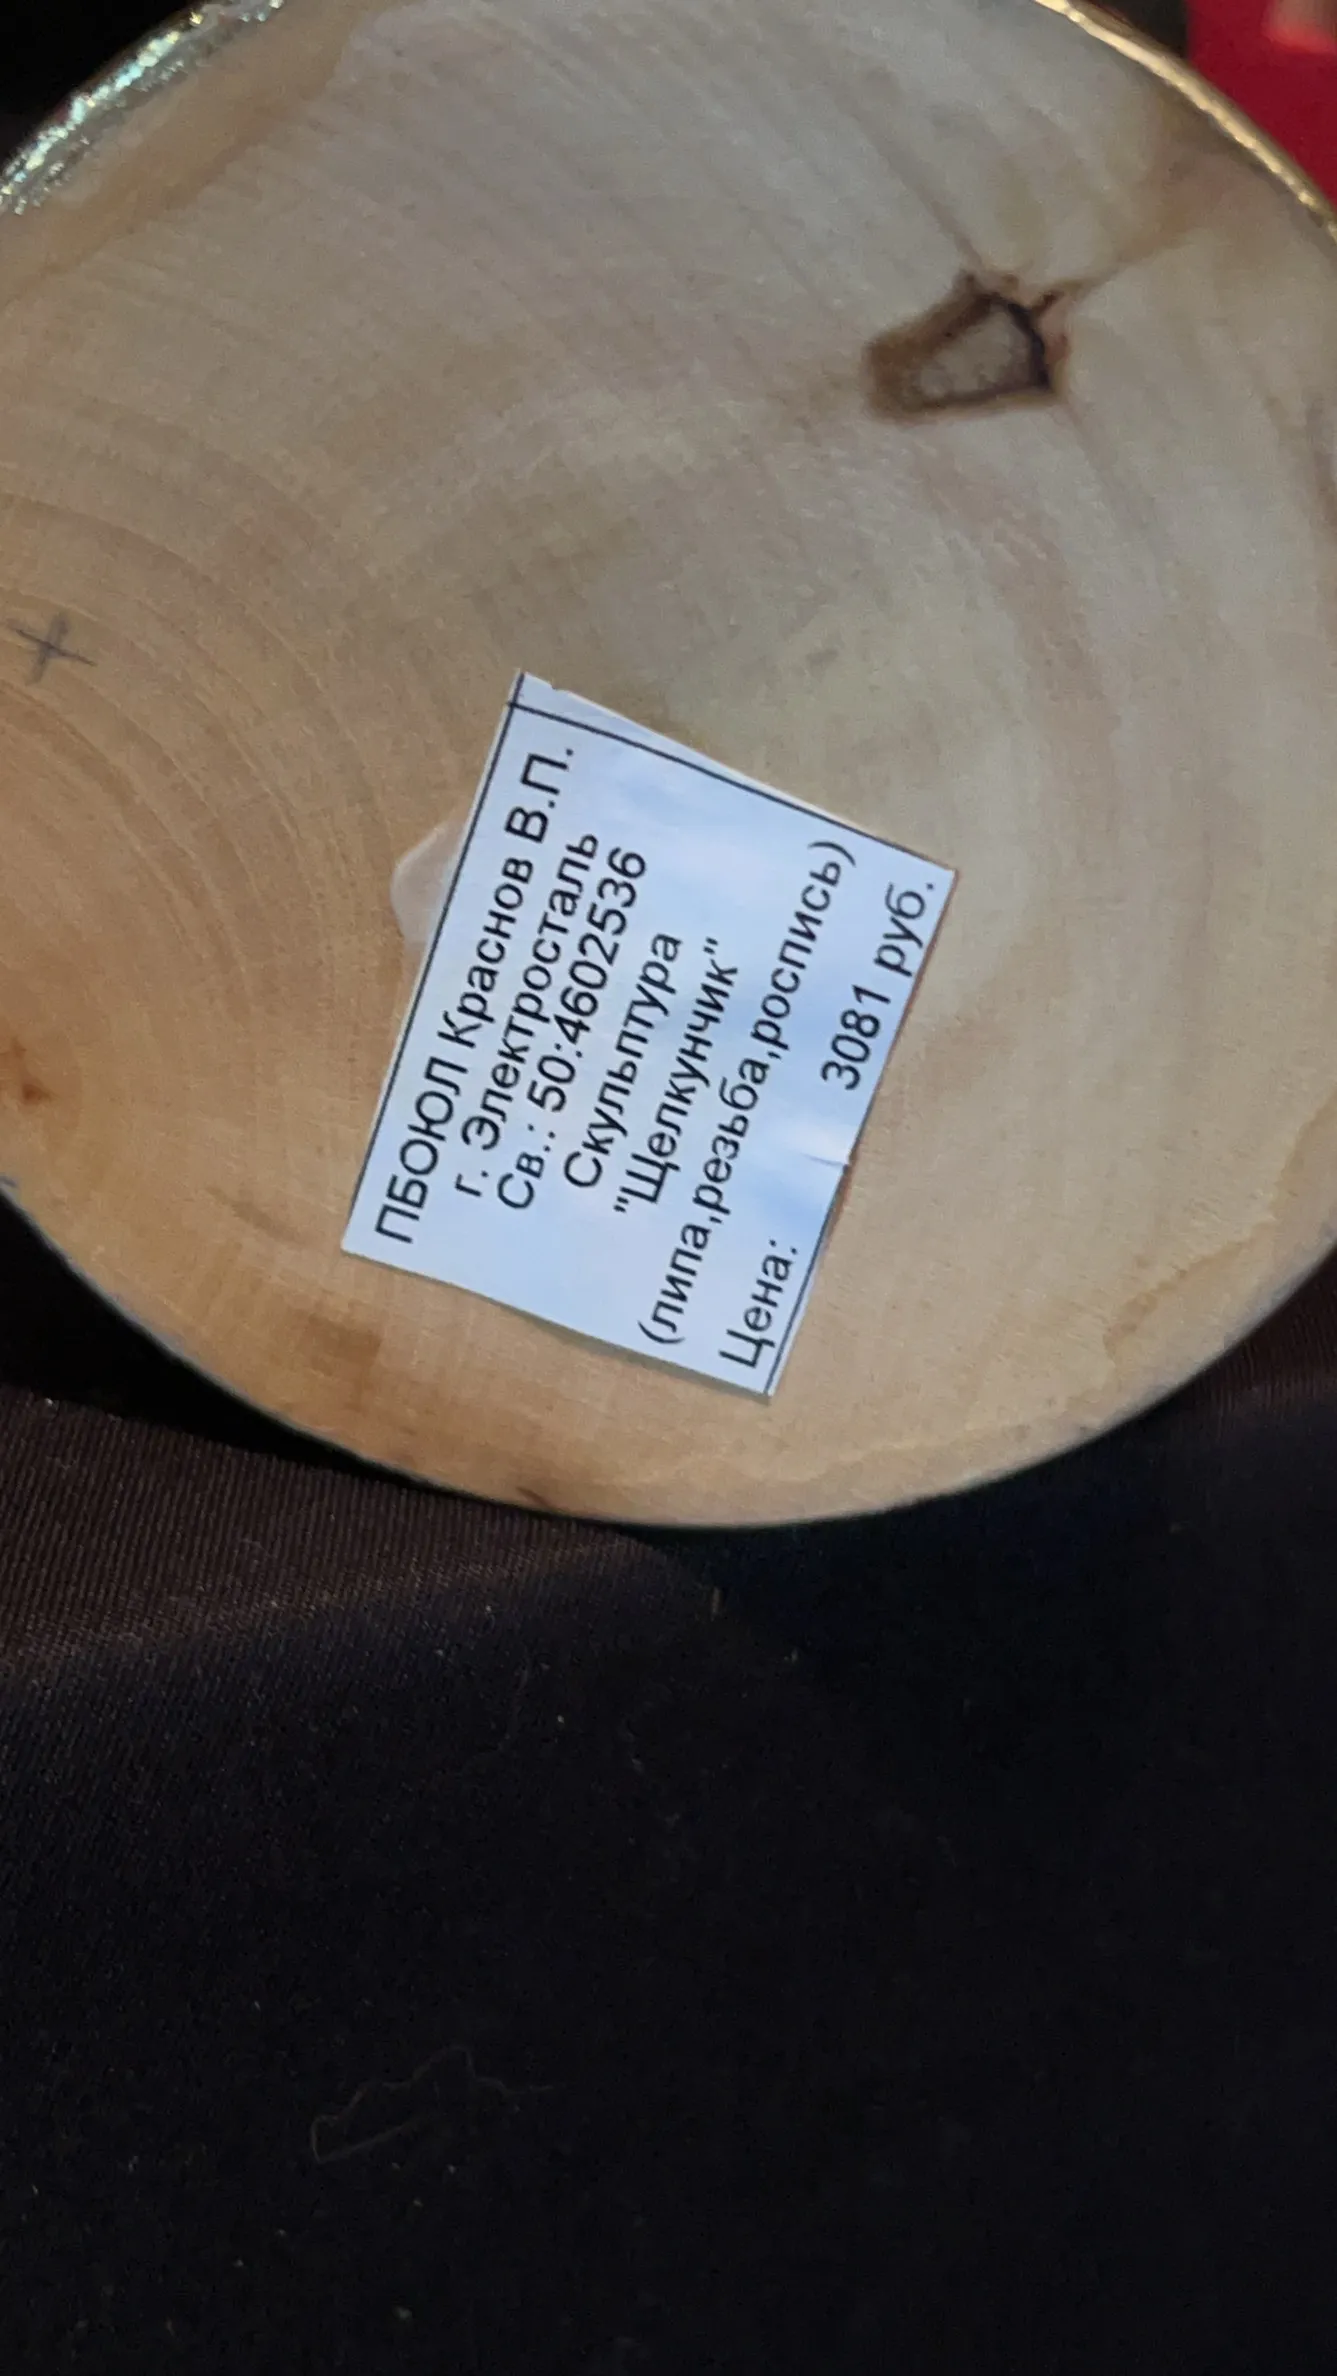 ПБОЮЛ Краснов В.П.
г. Электросталь
Св.: 50:4602536
Скульптура
"Щелкунчик"
(липа,резьба,роспись)
Цена: 3081 руб.